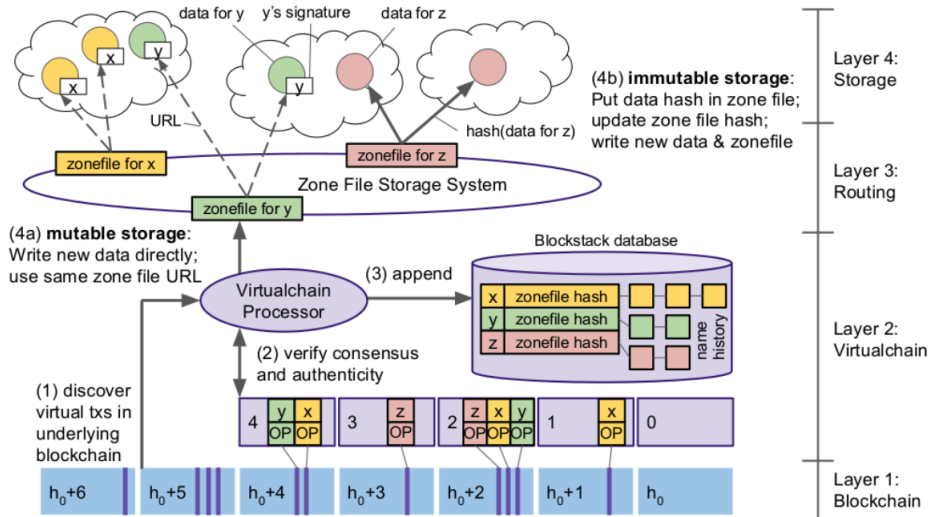 data for y
y's signature
data for z
Layer 4:
Storage
x
x
y
y
(4b) immutable storage:
Put data hash in zone file;
update zone file hash;
write new data & zonefile
URL
hash(data for z)
zonefile for x
zonefile for z
Layer 3:
Routing
Zone File Storage System
zonefile for y
(4a) mutable storage:
Write new data directly;
use same zone file URL
Blockstack database
(3) append
Virtualchain
Processor
x zonefile hash
y zonefile hash
z zonefile hash
name
history
Layer 2:
Virtualchain
(2) verify consensus
and authenticity
(1) discover
virtual txs in
underlying
blockchain
4 y x 3 z 2 z x y 1 x 0
OP OP OP OP OP OP OP
h0+6 h0+5 h0+4 h0+3 h0+2 h0+1 h0
Layer 1:
Blockchain